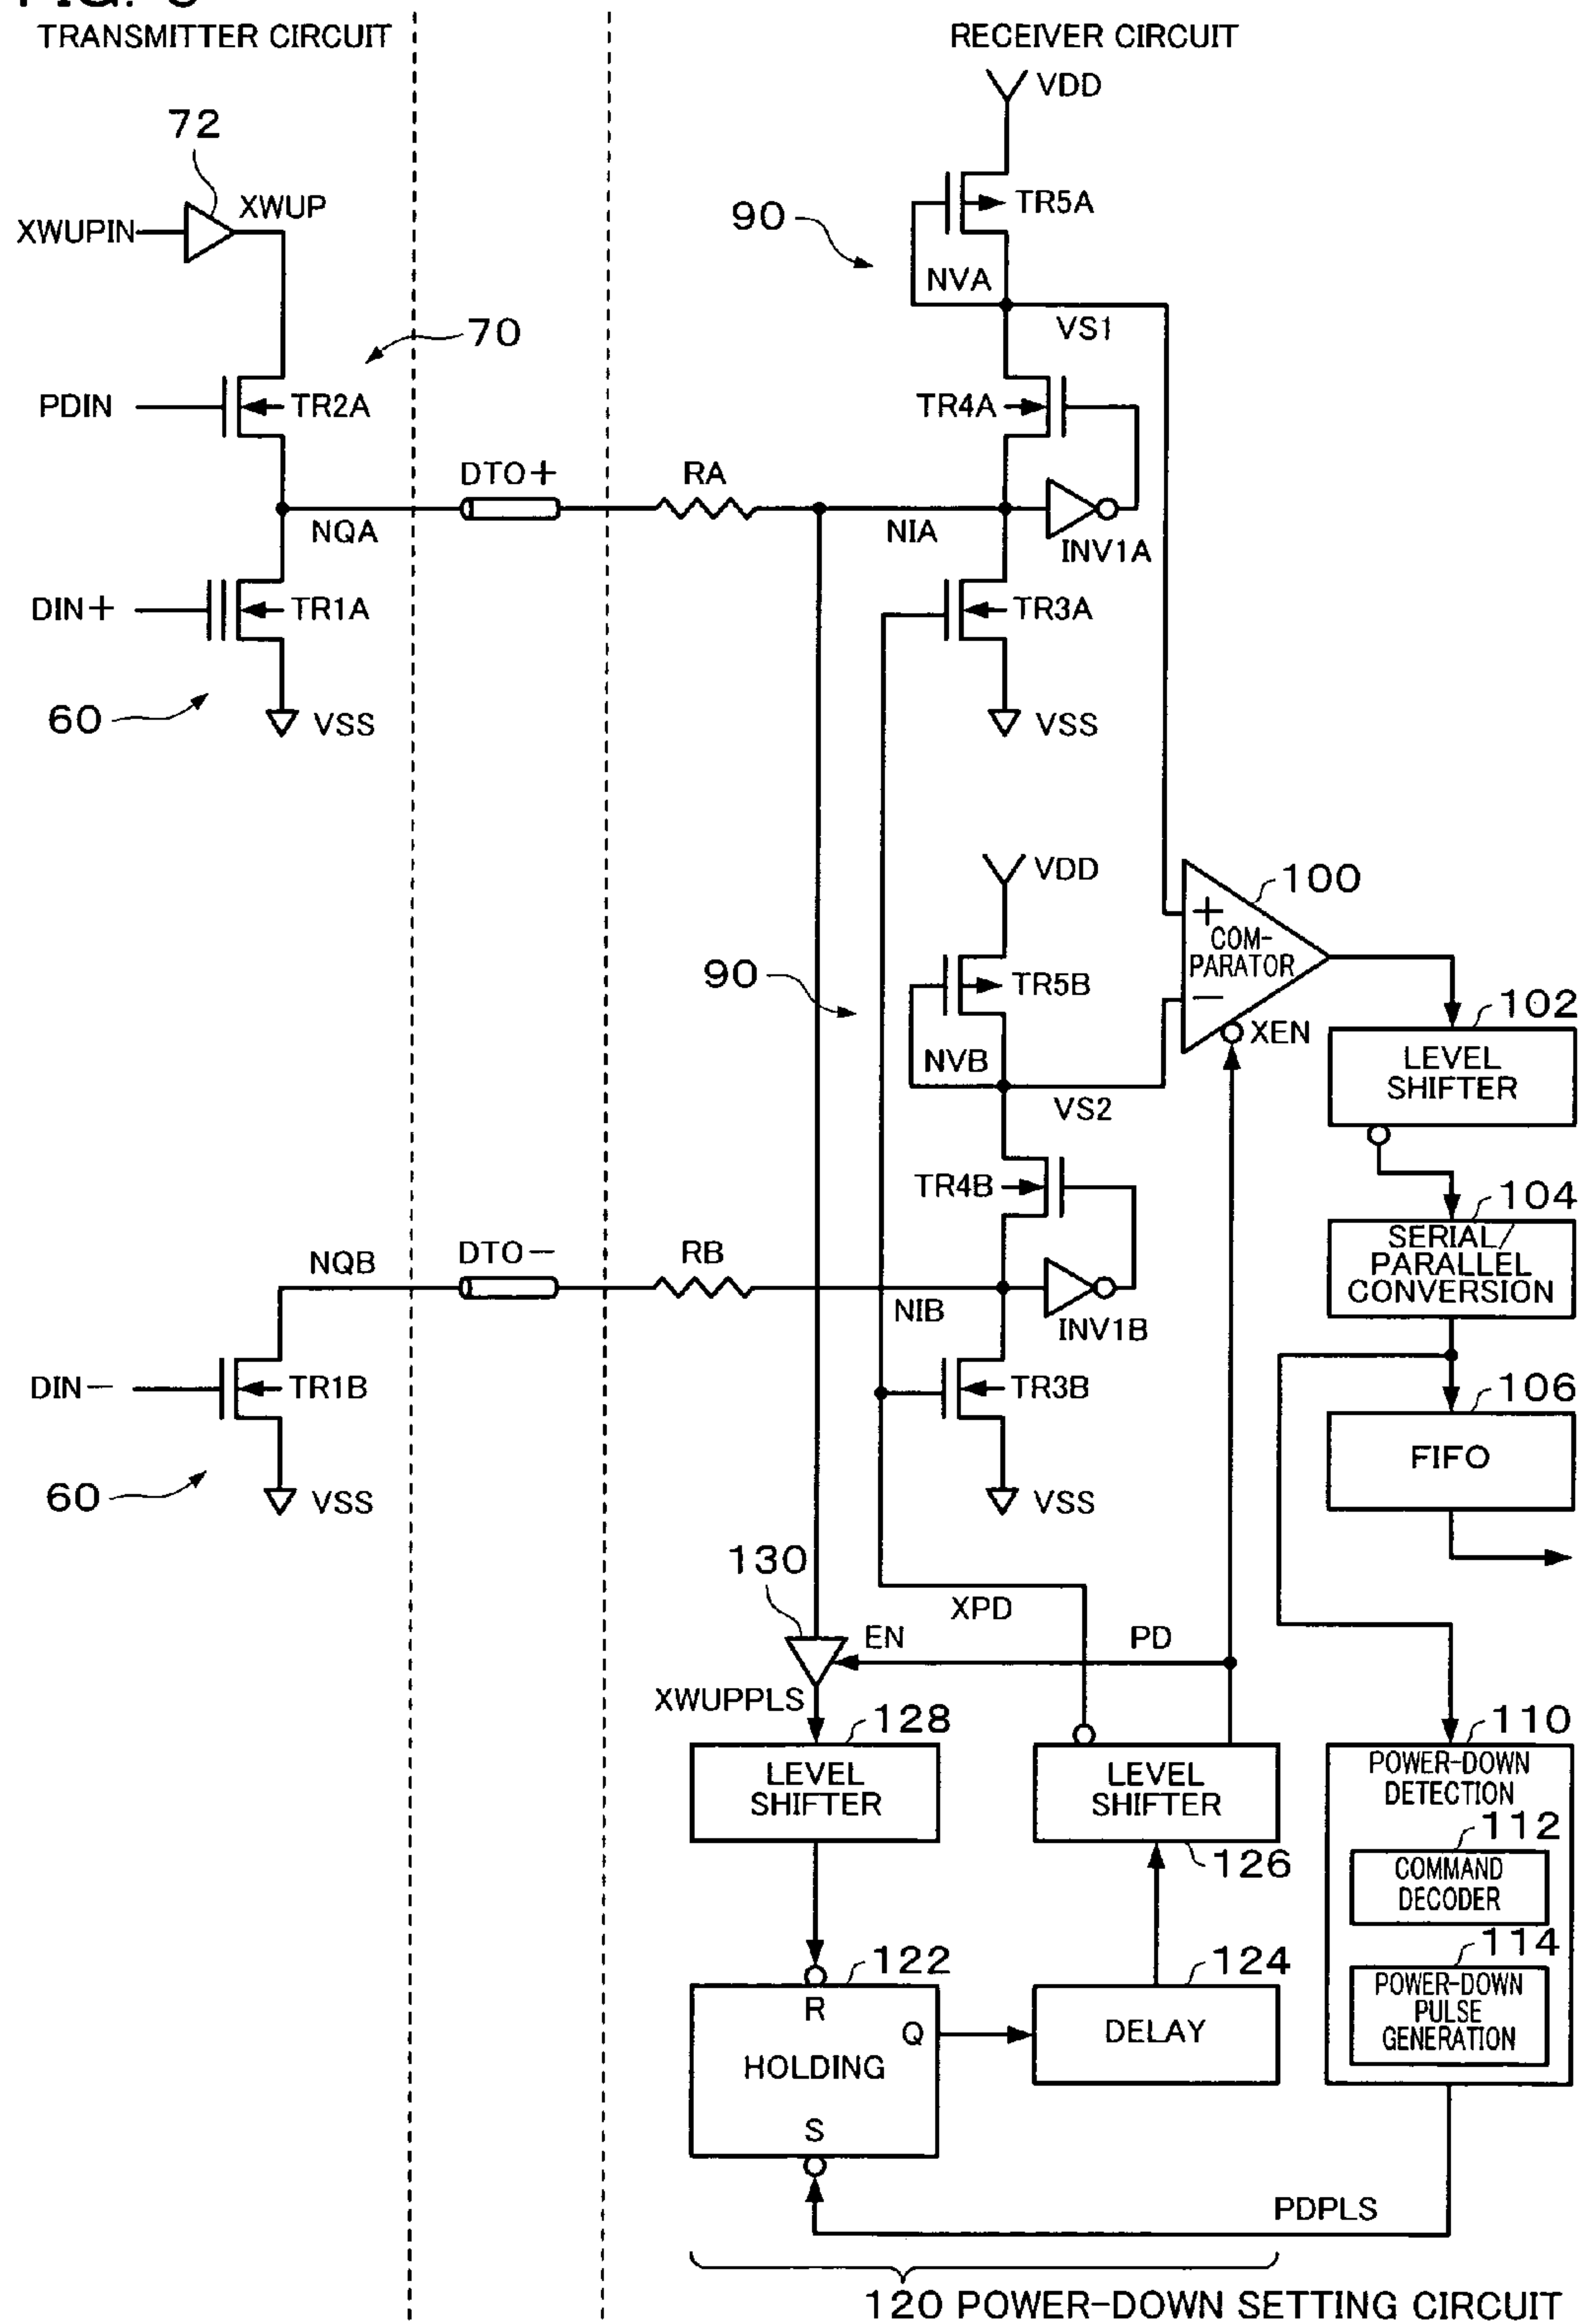 TRANSMITTER CIRCUIT
RECEIVER CIRCUIT
VDD
72
XWUPIN
XWUP
TR5A
90
NVA
VS1
70
PDIN
TR2A
TR4A
DTO+
RA
NQA
NIA
INV1A
DIN+
TR1A
TR3A
60
VSS
VSS
VDD
100
+
COM-
PARATOR
−
90
TR5B
XEN
102
LEVEL
SHIFTER
NVB
VS2
TR4B
104
SERIAL/
PARALLEL
CONVERSION
NQB
DTO−
RB
NIB
INV1B
DIN−
TR1B
TR3B
106
FIFO
60
VSS
VSS
130
XPD
EN
PD
XWUPPLS
128
LEVEL
SHIFTER
LEVEL
SHIFTER
126
110
POWER-DOWN
DETECTION
112
COMMAND
DECODER
114
POWER-DOWN
PULSE
GENERATION
122
R
Q
HOLDING
S
124
DELAY
PDPLS
120 POWER-DOWN SETTING CIRCUIT